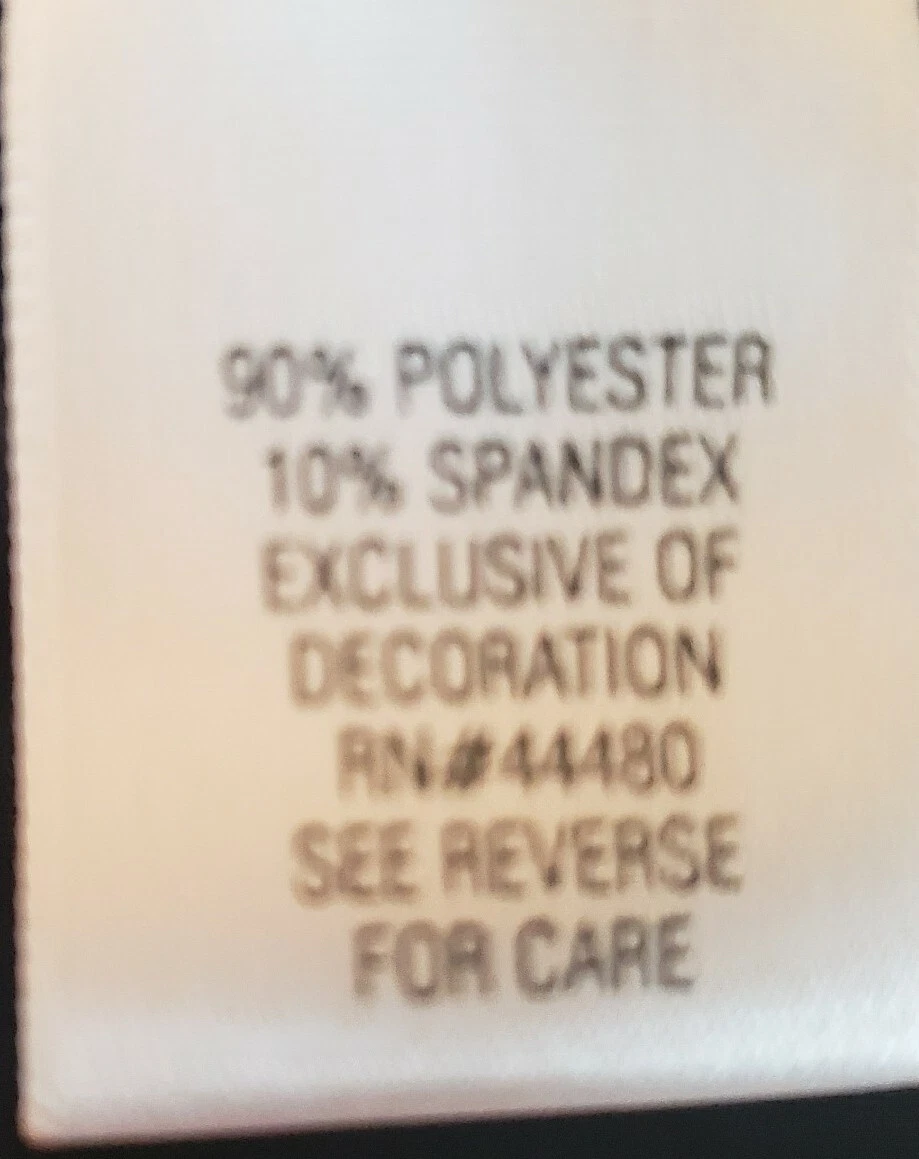 90% POLYESTER
10% SPANDEX
EXCLUSIVE OF
DECORATION
RN#44480
SEE REVERSE
FOR CARE